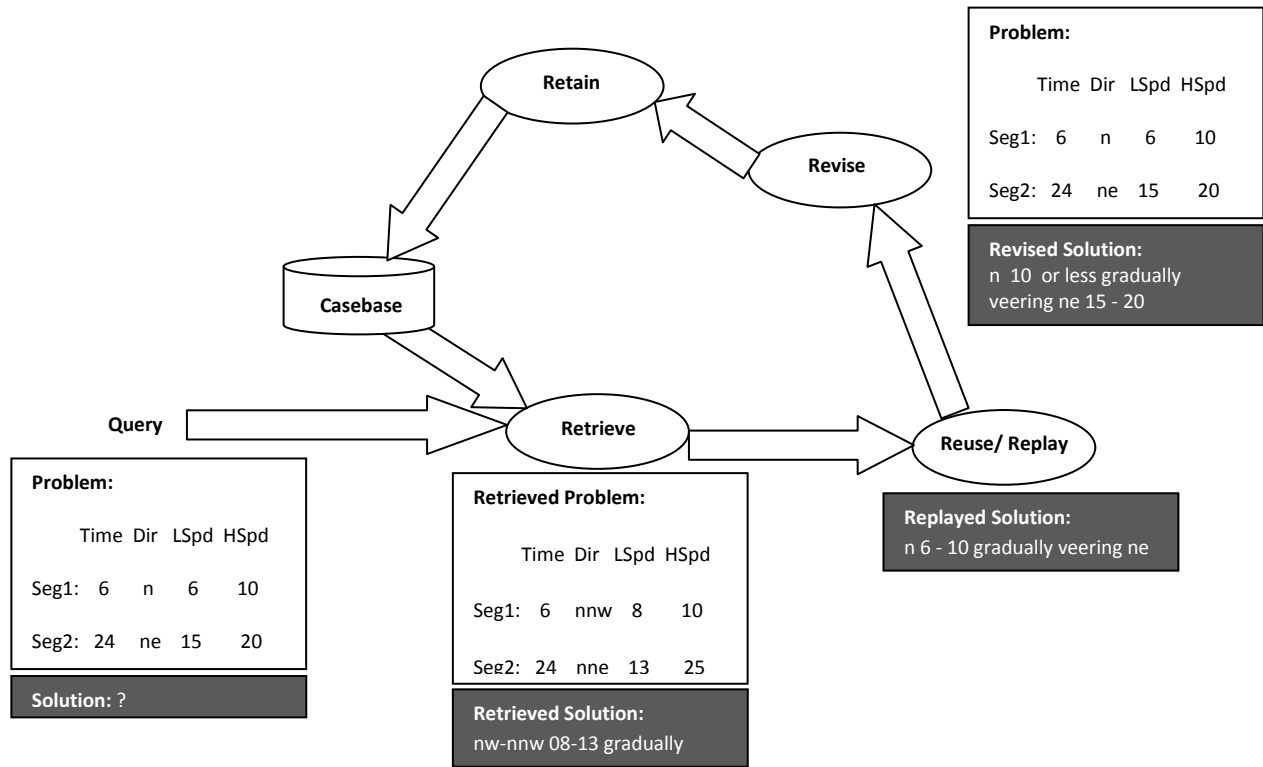 Retain
Revise
Casebase
Query
Retrieve
Reuse/ Replay
Problem:
Time Dir LSpd HSpd
Seg1: 6 n 6 10
Seg2: 24 ne 15 20
Revised Solution:
n 10 or less gradually
veering ne 15 - 20
Problem:
Time Dir LSpd HSpd
Seg1: 6 n 6 10
Seg2: 24 ne 15 20
Solution: ?
Retrieved Problem:
Time Dir LSpd HSpd
Seg1: 6 nnw 8 10
Seg2: 24 nne 13 25
Retrieved Solution:
nw-nnw 08-13 gradually
Replayed Solution:
n 6 - 10 gradually veering ne